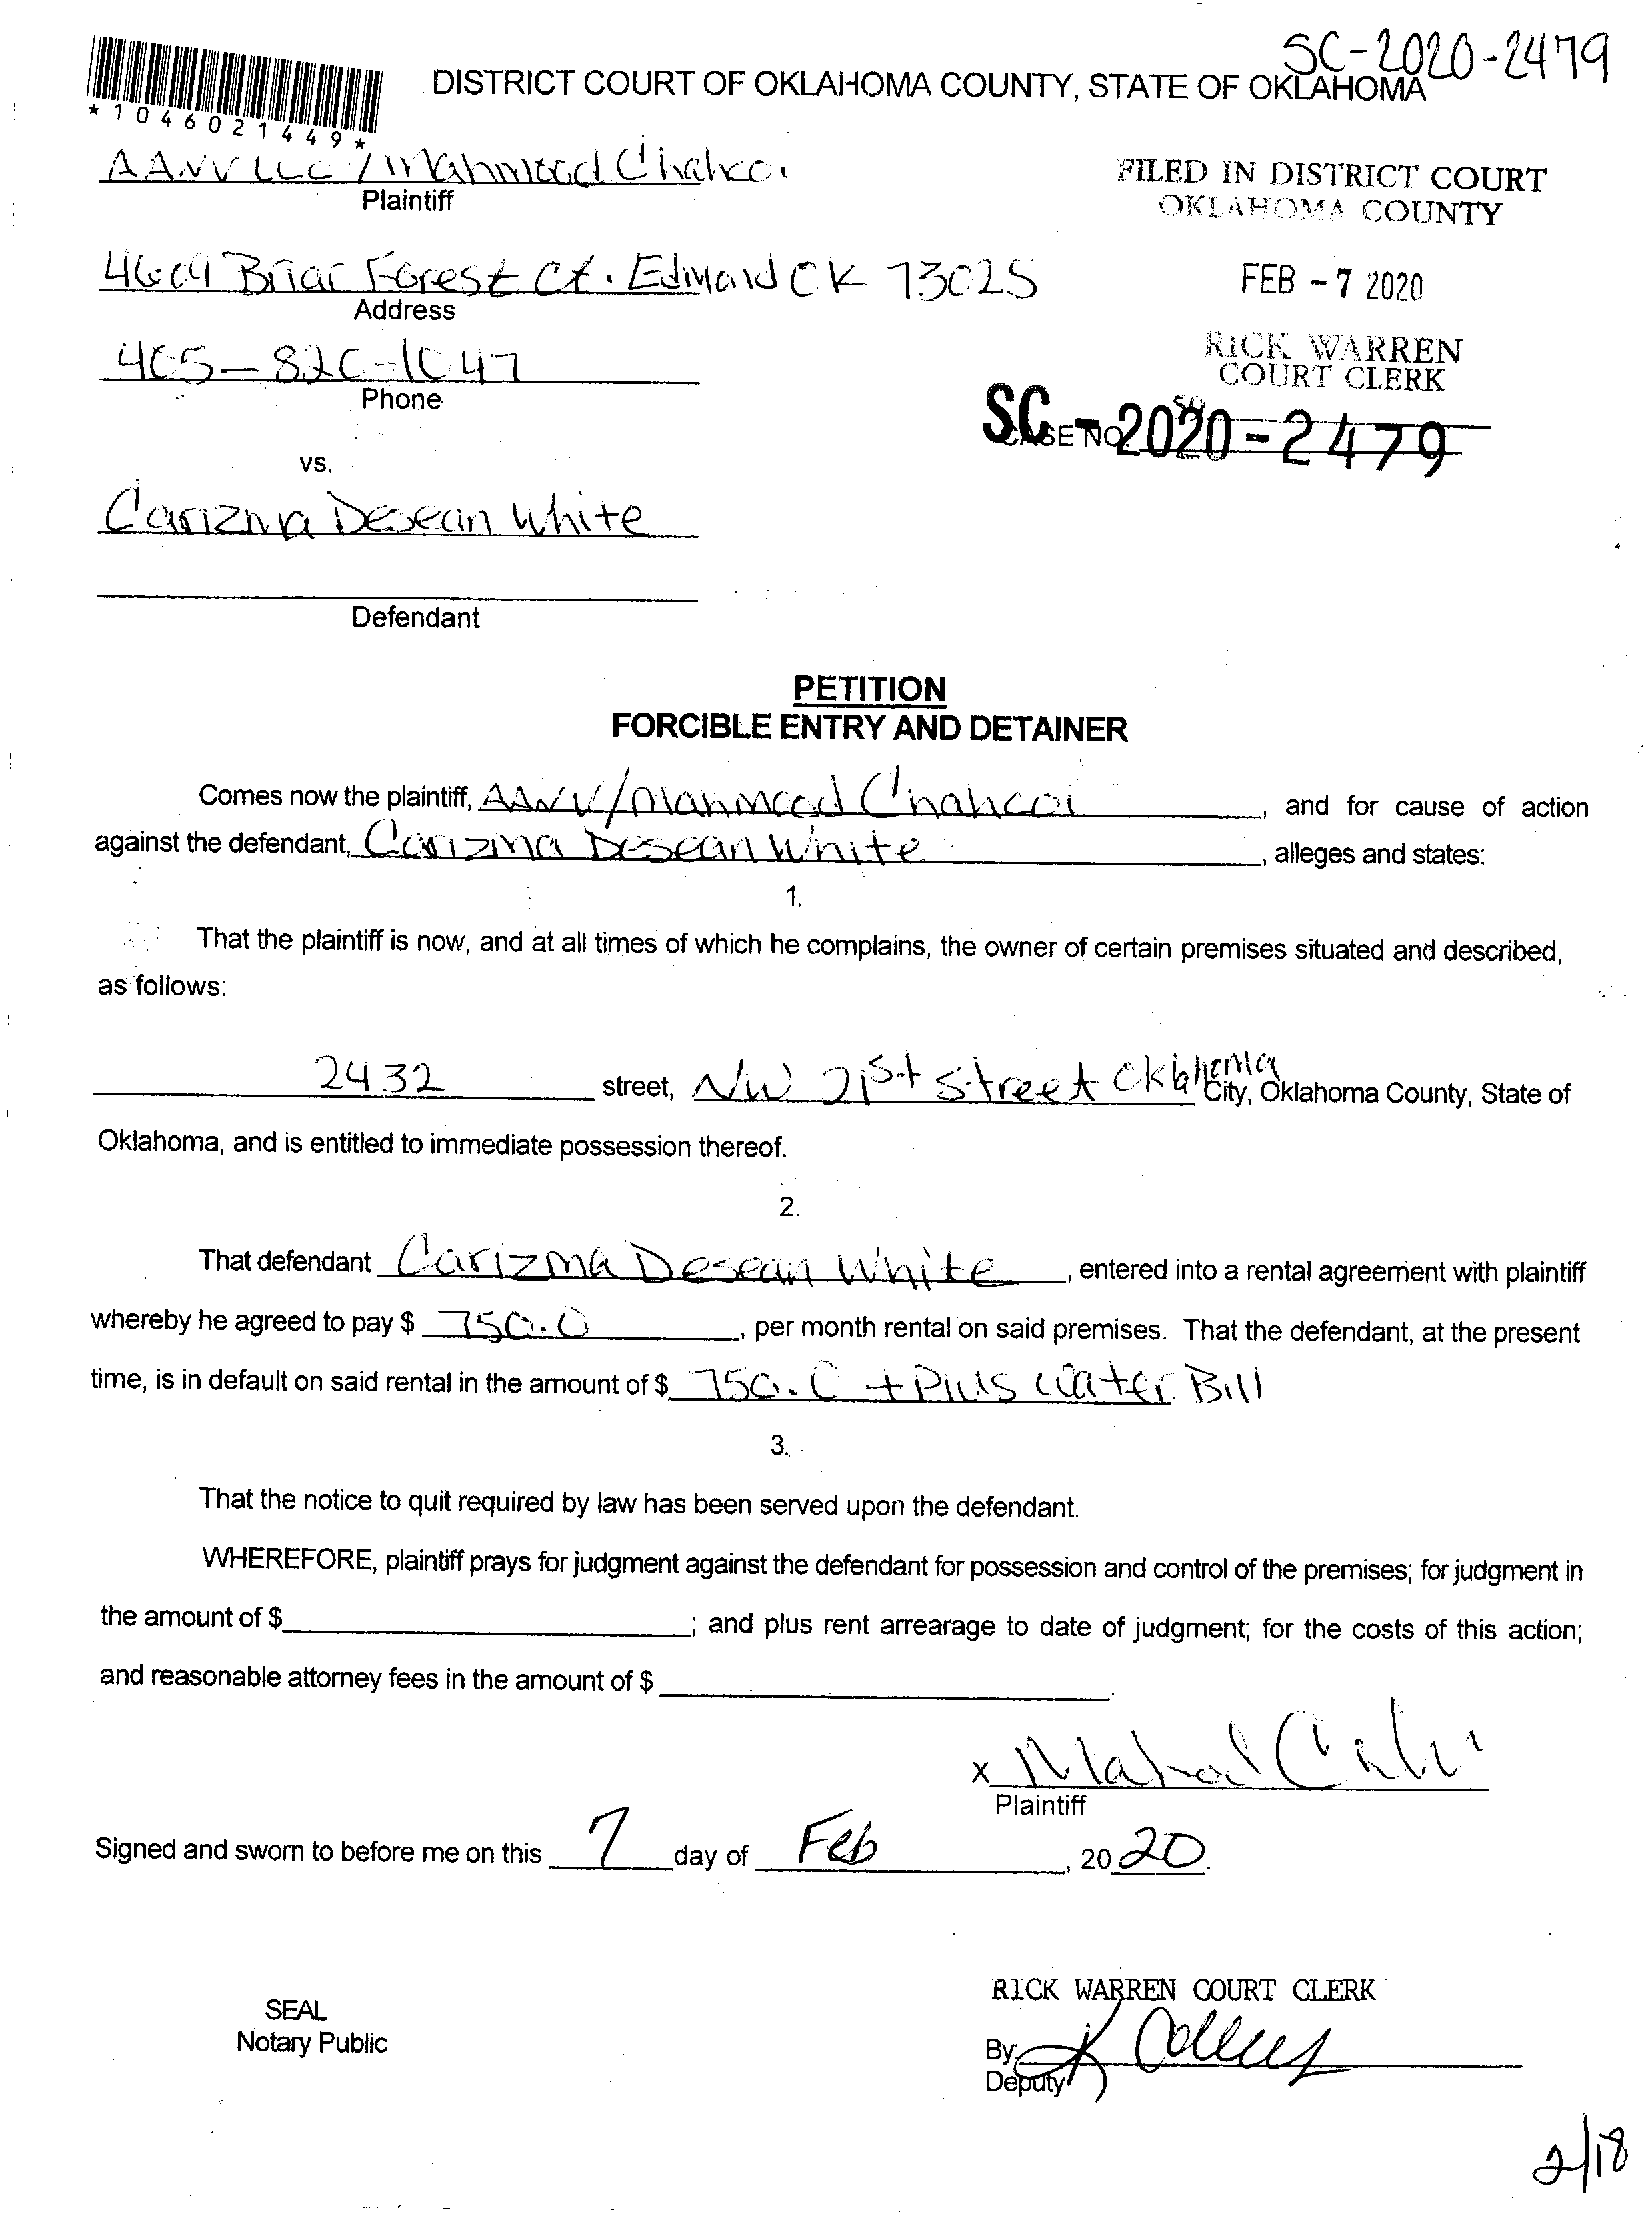 SC-2020-2479
DISTRICT COURT OF OKLAHOMA COUNTY, STATE OF OKLAHOMA
*1046021449*
AANV LLC / Mahmood Chahcoi
Plaintiff
FILED IN DISTRICT COURT
OKLAHOMA COUNTY
4609 Briar Forest Ct. Edmond OK 73025
Address
FEB - 7 2020
405-820-1047
Phone
RICK WARREN
COURT CLERK
CASE NO.
SC - 2020 - 2479
vs.
Carizma Desean White
Defendant
PETITION
FORCIBLE ENTRY AND DETAINER
Comes now the plaintiff, AANV/Mahmood Chahcoi, and for cause of action
against the defendant, Carizma Desean White, alleges and states:
1.
That the plaintiff is now, and at all times of which he complains, the owner of certain premises situated and described,
as follows:
2432 street, NW 21st street Oklahoma City, Oklahoma County, State of
Oklahoma, and is entitled to immediate possession thereof.
2.
That defendant Carizma Desean White, entered into a rental agreement with plaintiff
whereby he agreed to pay $ 750.0, per month rental on said premises. That the defendant, at the present
time, is in default on said rental in the amount of $ 750.0 + Plus water Bill
3.
That the notice to quit required by law has been served upon the defendant.
WHEREFORE, plaintiff prays for judgment against the defendant for possession and control of the premises; for judgment in
the amount of $ ; and plus rent arrearage to date of judgment; for the costs of this action;
and reasonable attorney fees in the amount of $ .
x
Plaintiff
Signed and sworn to before me on this 7 day of Feb, 2020.
RICK WARREN COURT CLERK
SEAL
Notary Public
By
Deputy
2/18